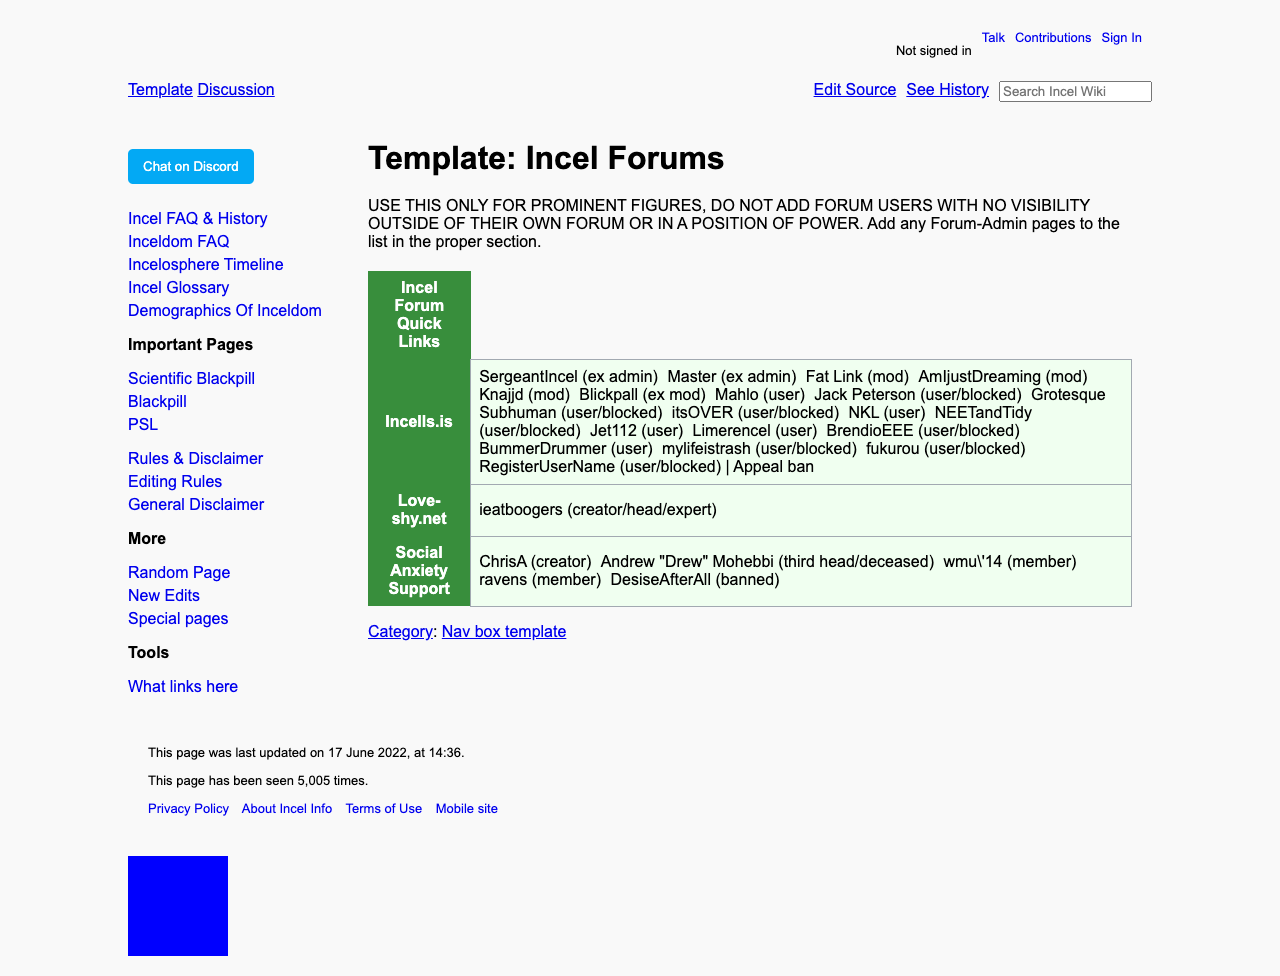 Not signed in
Talk Contributions Sign In
Template Discussion
Edit Source See History Search Incel Wiki
Chat on Discord
Incel FAQ & History
Inceldom FAQ
Incelosphere Timeline
Incel Glossary
Demographics Of Inceldom
Important Pages
Scientific Blackpill
Blackpill
PSL
Rules & Disclaimer
Editing Rules
General Disclaimer
More
Random Page
New Edits
Special pages
Tools
What links here
Template: Incel Forums
USE THIS ONLY FOR PROMINENT FIGURES, DO NOT ADD FORUM USERS WITH NO VISIBILITY
OUTSIDE OF THEIR OWN FORUM OR IN A POSITION OF POWER. Add any Forum-Admin pages to the
list in the proper section.
Incel
Forum
Quick
Links
Incells.is
SergeantIncel (ex admin) Master (ex admin) Fat Link (mod) AmIjustDreaming (mod)
Knajjd (mod) Blickpall (ex mod) Mahlo (user) Jack Peterson (user/blocked) Grotesque
Subhuman (user/blocked) itsOVER (user/blocked) NKL (user) NEETandTidy
(user/blocked) Jet112 (user) Limerencel (user) BrendioEEE (user/blocked)
BummerDrummer (user) mylifeistrash (user/blocked) fukurou (user/blocked)
RegisterUserName (user/blocked) | Appeal ban
Love-
shy.net
ieatboogers (creator/head/expert)
Social
Anxiety
Support
ChrisA (creator) Andrew "Drew" Mohebbi (third head/deceased) wmu\'14 (member)
ravens (member) DesiseAfterAll (banned)
Category: Nav box template
This page was last updated on 17 June 2022, at 14:36.
This page has been seen 5,005 times.
Privacy Policy About Incel Info Terms of Use Mobile site